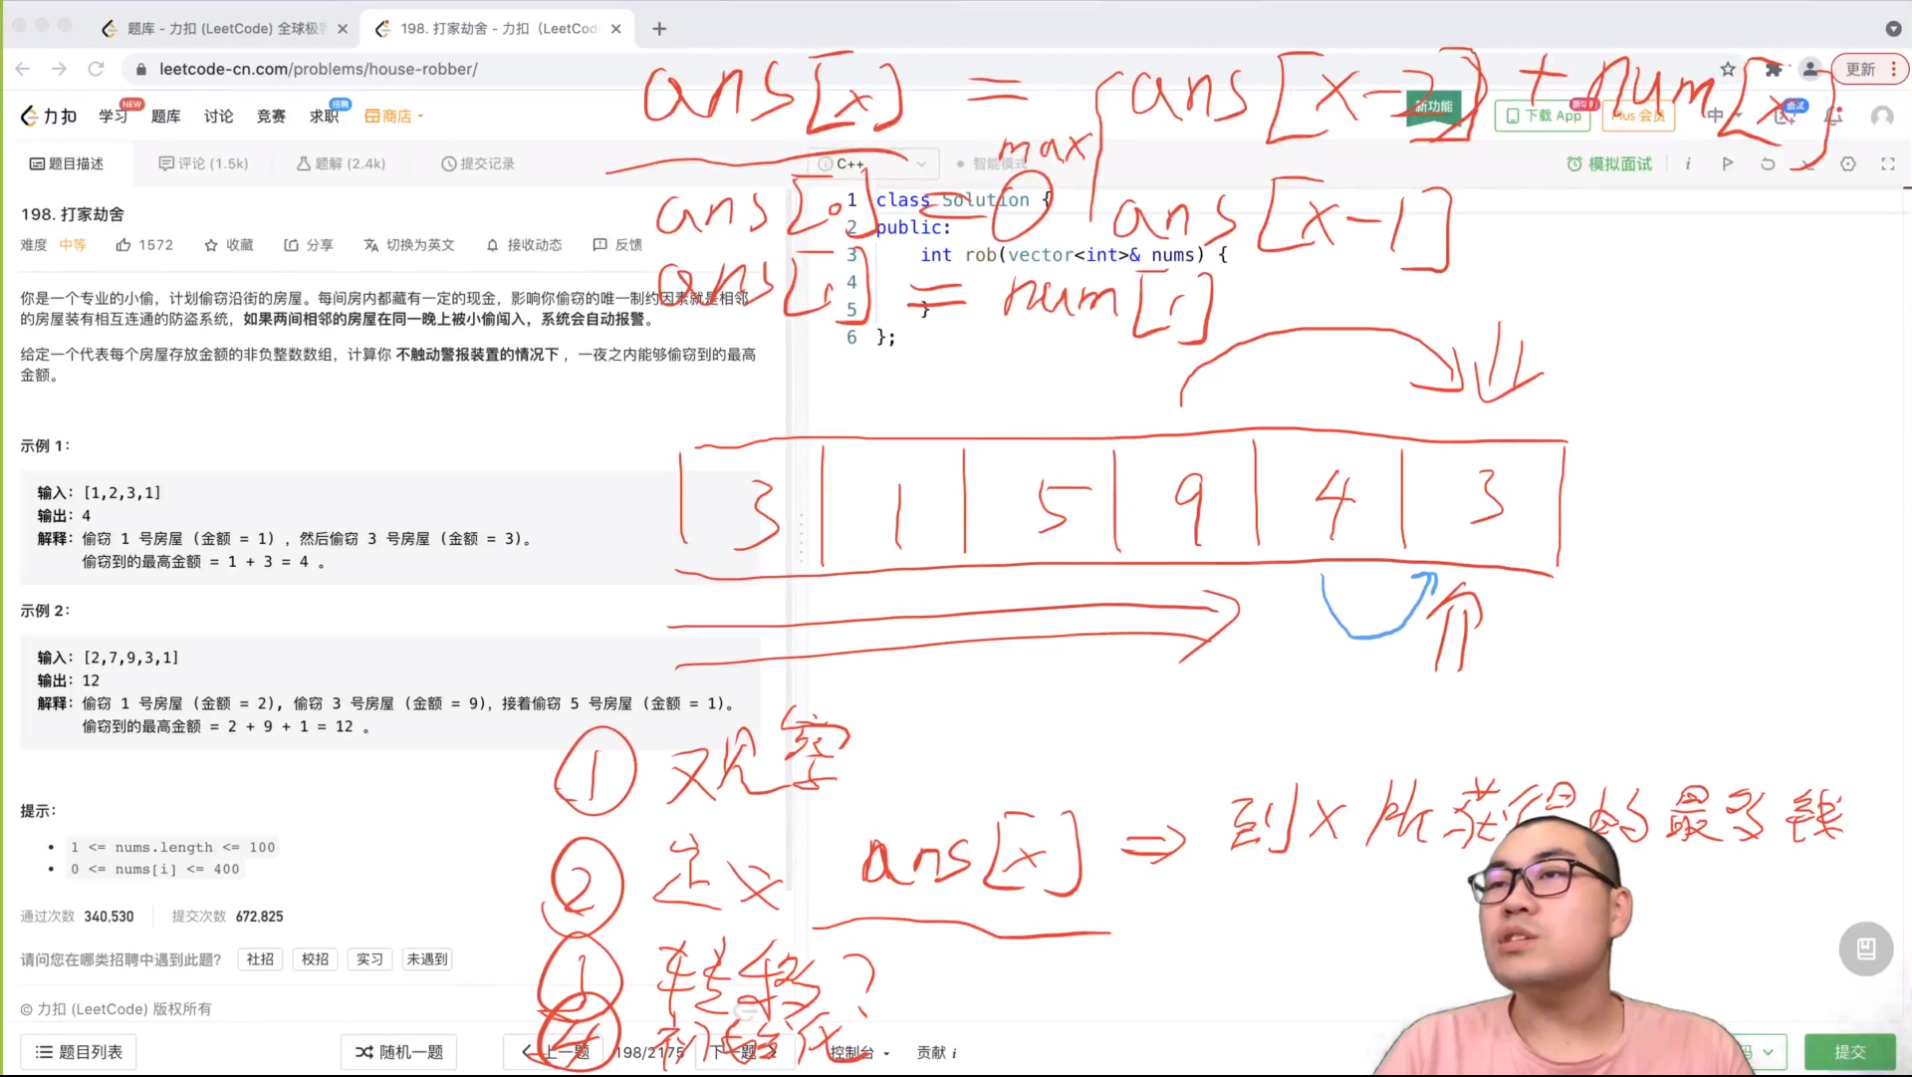 题库 - 力扣 (LeetCode) 全球极客
198. 打家劫舍 - 力扣（LeetCod
leetcode-cn.com/problems/house-robber/
更新
力扣
学习
NEW
题库
讨论
竞赛
求职
招聘
商店
新功能
下载 App
Plus 会员
中
面试
题目描述
评论 (1.5k)
题解 (2.4k)
提交记录
C++
智能模式
模拟面试
i
ans[x] = max { ans[x-2] + num[x]
ans[x-1]
ans[0] = 0
ans[1] = num[1]
198. 打家劫舍
难度 中等
1572
收藏
分享
切换为英文
接收动态
反馈
你是一个专业的小偷，计划偷窃沿街的房屋。每间房内都藏有一定的现金，影响你偷窃的唯一制约因素就是相邻
的房屋装有相互连通的防盗系统，如果两间相邻的房屋在同一晚上被小偷闯入，系统会自动报警。
给定一个代表每个房屋存放金额的非负整数数组，计算你 不触动警报装置的情况下 ，一夜之内能够偷窃到的最高
金额。
示例 1：
输入：[1,2,3,1]
输出：4
解释：偷窃 1 号房屋 (金额 = 1) ，然后偷窃 3 号房屋 (金额 = 3)。
偷窃到的最高金额 = 1 + 3 = 4 。
示例 2：
输入：[2,7,9,3,1]
输出：12
解释：偷窃 1 号房屋 (金额 = 2), 偷窃 3 号房屋 (金额 = 9)，接着偷窃 5 号房屋 (金额 = 1)。
偷窃到的最高金额 = 2 + 9 + 1 = 12 。
提示：
1 <= nums.length <= 100
0 <= nums[i] <= 400
通过次数 340,530
提交次数 672,825
请问您在哪类招聘中遇到此题？
社招
校招
实习
未遇到
© 力扣 (LeetCode) 版权所有
题目列表
随机一题
上一题
198/2175
下一题
控制台
贡献 i
提交
1 class Solution {
2 public:
3 int rob(vector<int>& nums) {
4
5 }
6 };
3 1 5 9 4 3
① 观察
② 定义 ans[x] ⇒ 到X所获得的最多钱
转移？
④ 初始化